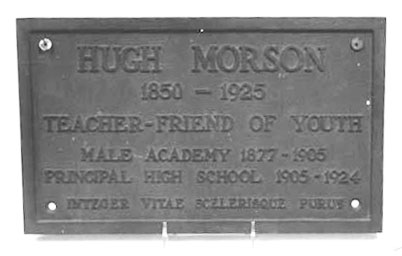 HUGH MORSON
1850 - 1925
TEACHER-FRIEND OF YOUTH
MALE ACADEMY 1877-1905
PRINCIPAL HIGH SCHOOL 1905-1924
INTEGER VITAE SCELERISQUE PURUS